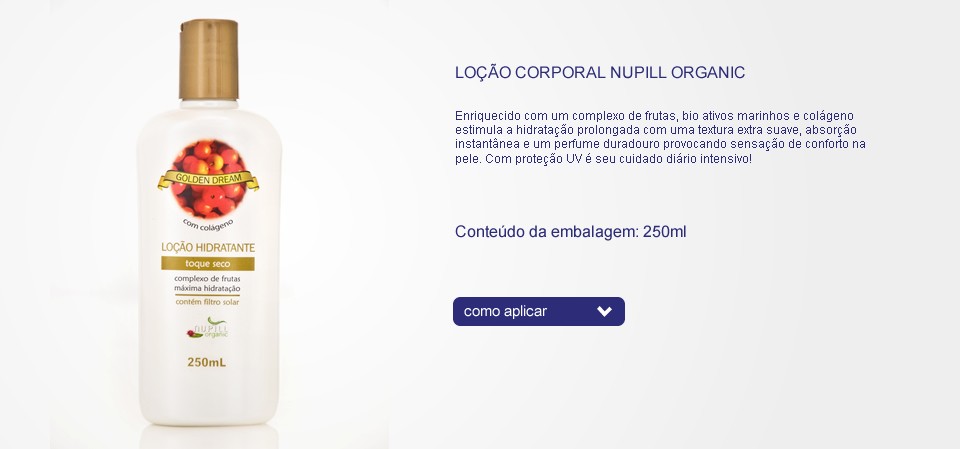 GOLDEN DREAM
com colágeno
LOÇÃO HIDRATANTE
toque seco
complexo de frutas
máxima hidratação
contém filtro solar
NUPILL
organic
250mL
LOÇÃO CORPORAL NUPILL ORGANIC
Enriquecido com um complexo de frutas, bio ativos marinhos e colágeno
estimula a hidratação prolongada com uma textura extra suave, absorção
instantânea e um perfume duradouro provocando sensação de conforto na
pele. Com proteção UV é seu cuidado diário intensivo!
Conteúdo da embalagem: 250ml
como aplicar